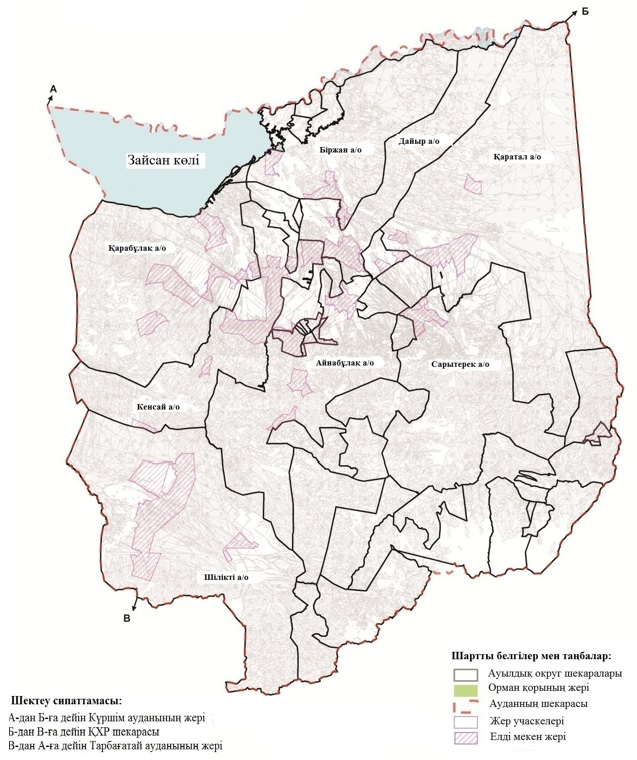 Б
А
Зайсан көлі
Біржан а/о
Дайыр а/о
Қаратал а/о
Қарабұлақ а/о
Айнабұлақ а/о
Сарытерек а/о
Кенсай а/о
Шілікті а/о
В
Шектеу сипаттамасы:
А-дан Б-ға дейін Күршім ауданының жері
Б-дан В-ға дейін ҚХР шекарасы
В-дан А-ға дейін Тарбағатай ауданының жері
Шартты белгілер мен таңбалар:
Ауылдық округ шекаралары
Орман қорының жері
Ауданның шекарасы
Жер учаскелері
Елді мекен жері